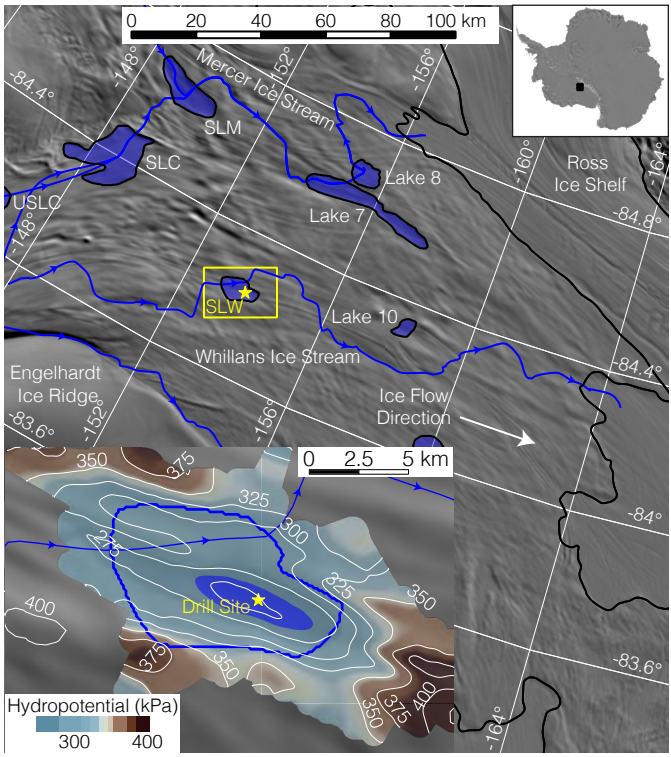 0 20 40 60 80 100 km
-148°
-152°
-156°
-84.4°
Mercer Ice Stream
SLM
-160°
-164°
Ross
Ice Shelf
SLC
USLC
Lake 8
-84.8°
-148°
Lake 7
SLW
Lake 10
Whillans Ice Stream
-84.4°
Engelhardt
Ice Ridge
Ice Flow
Direction
-83.6°
-152°
-156°
0 2.5 5 km
350
375
325
300
-84°
275
325
350
Drill Site
400
-83.6°
375
350
350
375
400
Hydropotential (kPa)
300 400
-164°